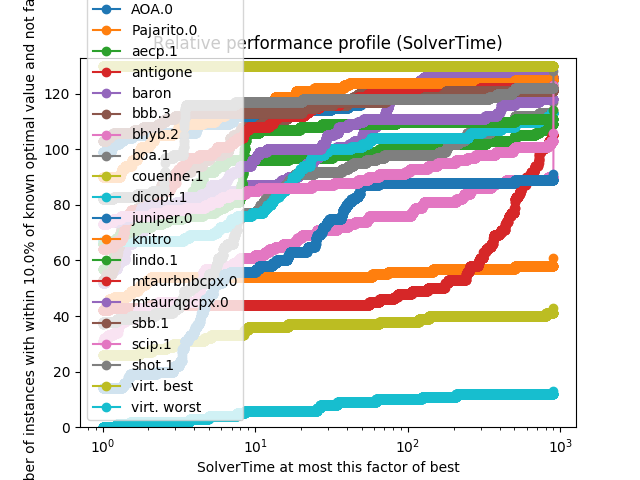 Relative performance profile (SolverTime)
AOA.0
Pajarito.0
aecp.1
antigone
baron
bbb.3
bhyb.2
boa.1
couenne.1
dicopt.1
juniper.0
knitro
lindo.1
mtaurbnbcpx.0
mtaurqgcpx.0
sbb.1
scip.1
shot.1
virt. best
virt. worst
120
100
80
60
40
20
0
10^0
10^1
10^2
10^3
SolverTime at most this factor of best
ber of instances with within 10.0% of known optimal value and not fa